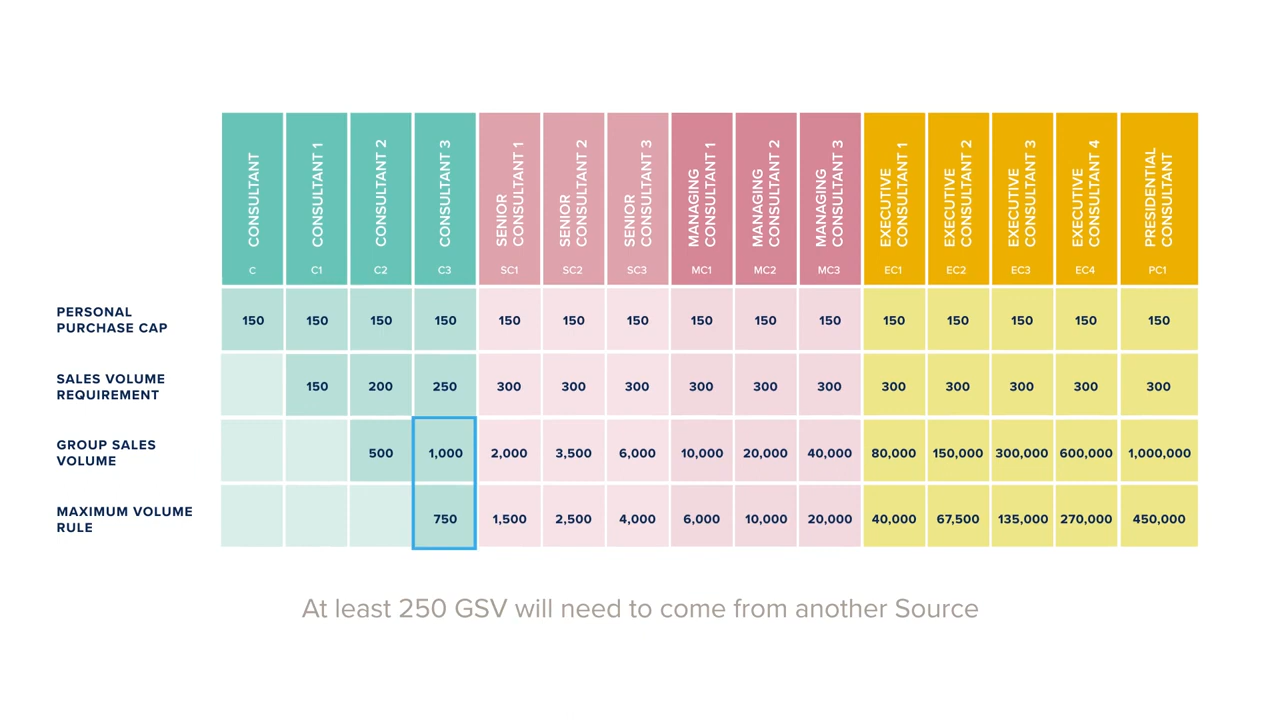 CONSULTANT
CONSULTANT 1
CONSULTANT 2
CONSULTANT 3
SENIOR
CONSULTANT 1
SENIOR
CONSULTANT 2
SENIOR
CONSULTANT 3
MANAGING
CONSULTANT 1
MANAGING
CONSULTANT 2
MANAGING
CONSULTANT 3
EXECUTIVE
CONSULTANT 1
EXECUTIVE
CONSULTANT 2
EXECUTIVE
CONSULTANT 3
EXECUTIVE
CONSULTANT 4
PRESIDENTIAL
CONSULTANT
C C1 C2 C3 SC1 SC2 SC3 MC1 MC2 MC3 EC1 EC2 EC3 EC4 PC1
PERSONAL
PURCHASE CAP
150 150 150 150 150 150 150 150 150 150 150 150 150 150 150
SALES VOLUME
REQUIREMENT
150 200 250 300 300 300 300 300 300 300 300 300 300 300
GROUP SALES
VOLUME
500 1,000 2,000 3,500 6,000 10,000 20,000 40,000 80,000 150,000 300,000 600,000 1,000,000
MAXIMUM VOLUME
RULE
750 1,500 2,500 4,000 6,000 10,000 20,000 40,000 67,500 135,000 270,000 450,000
At least 250 GSV will need to come from another Source